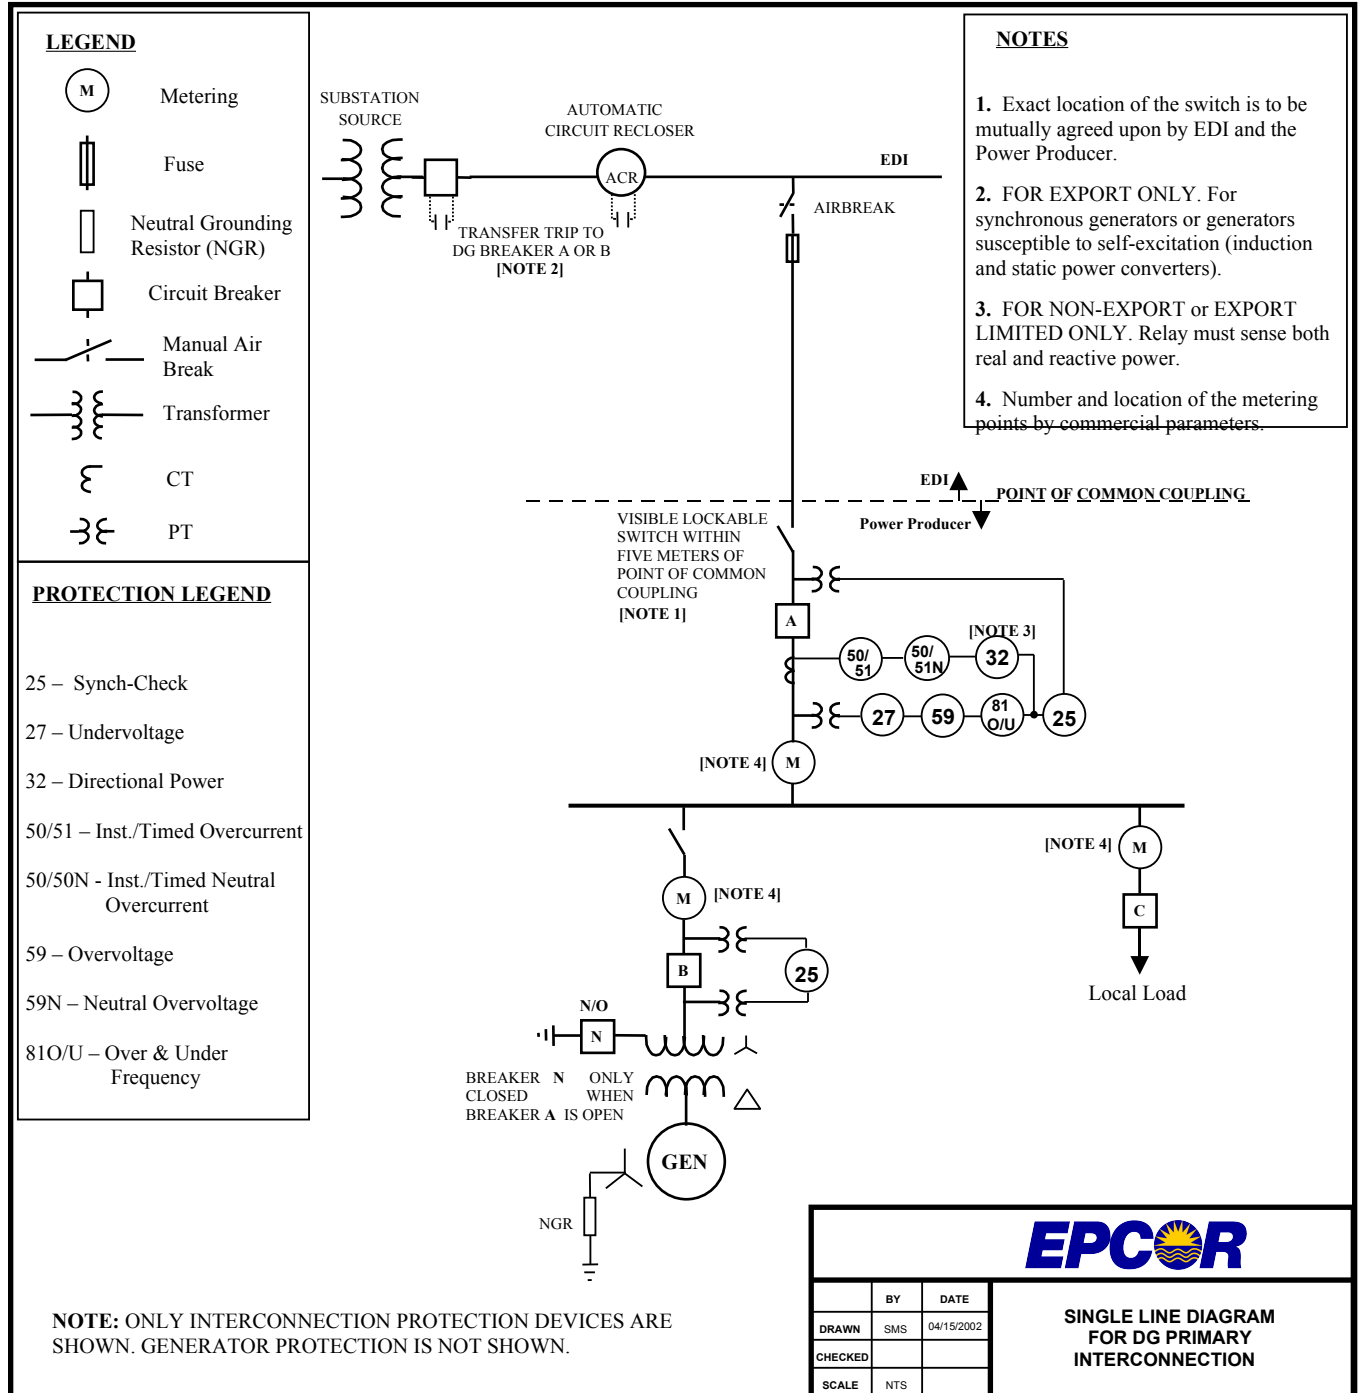 LEGEND
M
Metering
Fuse
Neutral Grounding
Resistor (NGR)
Circuit Breaker
Manual Air
Break
Transformer
CT
PT
PROTECTION LEGEND
25 – Synch-Check
27 – Undervoltage
32 – Directional Power
50/51 – Inst./Timed Overcurrent
50/50N - Inst./Timed Neutral
Overcurrent
59 – Overvoltage
59N – Neutral Overvoltage
81O/U – Over & Under
Frequency
SUBSTATION
SOURCE
AUTOMATIC
CIRCUIT RECLOSER
ACR
EDI
TRANSFER TRIP TO
DG BREAKER A OR B
[NOTE 2]
AIRBREAK
NOTES
1. Exact location of the switch is to be
mutually agreed upon by EDI and the
Power Producer.
2. FOR EXPORT ONLY. For
synchronous generators or generators
susceptible to self-excitation (induction
and static power converters).
3. FOR NON-EXPORT or EXPORT
LIMITED ONLY. Relay must sense both
real and reactive power.
4. Number and location of the metering
points by commercial parameters.
EDI
POINT OF COMMON COUPLING
Power Producer
VISIBLE LOCKABLE
SWITCH WITHIN
FIVE METERS OF
POINT OF COMMON
COUPLING
[NOTE 1]
A
[NOTE 3]
50/
51
50/
51N
32
27
59
81
O/U
25
[NOTE 4]
M
[NOTE 4]
M
C
Local Load
M
[NOTE 4]
B
25
N/O
N
BREAKER N ONLY
CLOSED WHEN
BREAKER A IS OPEN
GEN
NGR
NOTE: ONLY INTERCONNECTION PROTECTION DEVICES ARE
SHOWN. GENERATOR PROTECTION IS NOT SHOWN.
EPCOR
BY DATE
DRAWN SMS 04/15/2002
CHECKED
SCALE NTS
SINGLE LINE DIAGRAM
FOR DG PRIMARY
INTERCONNECTION